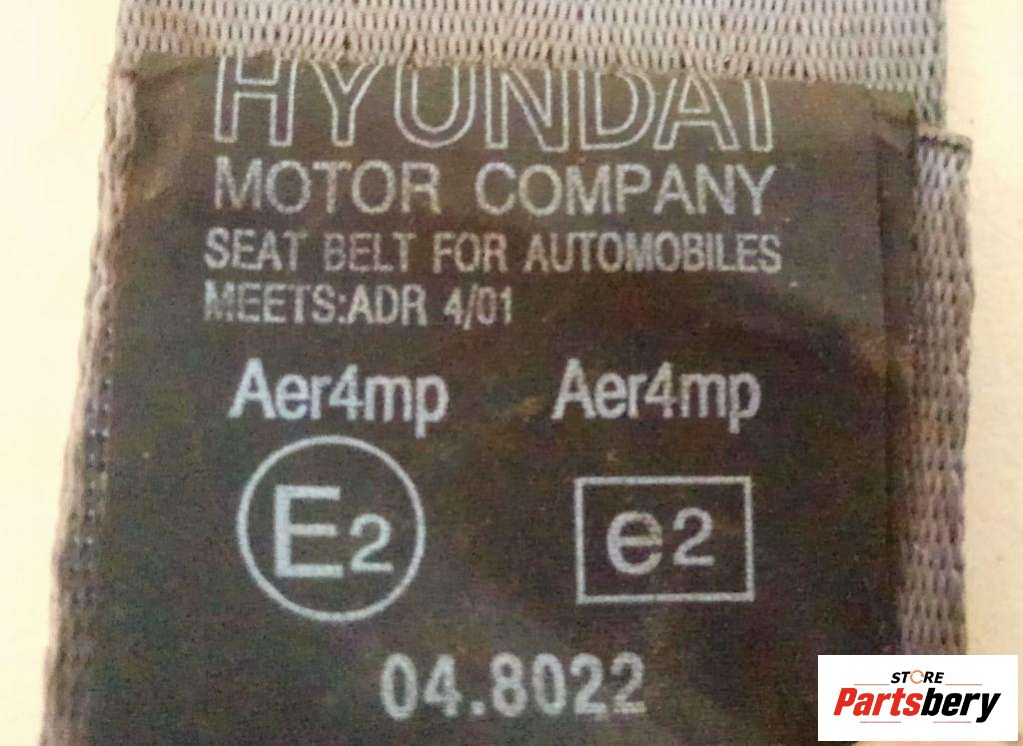 HYUNDAI
MOTOR COMPANY
SEAT BELT FOR AUTOMOBILES
MEETS:ADR 4/01
Aer4mp Aer4mp
E2 e2
04.8022
STORE
Partsbery